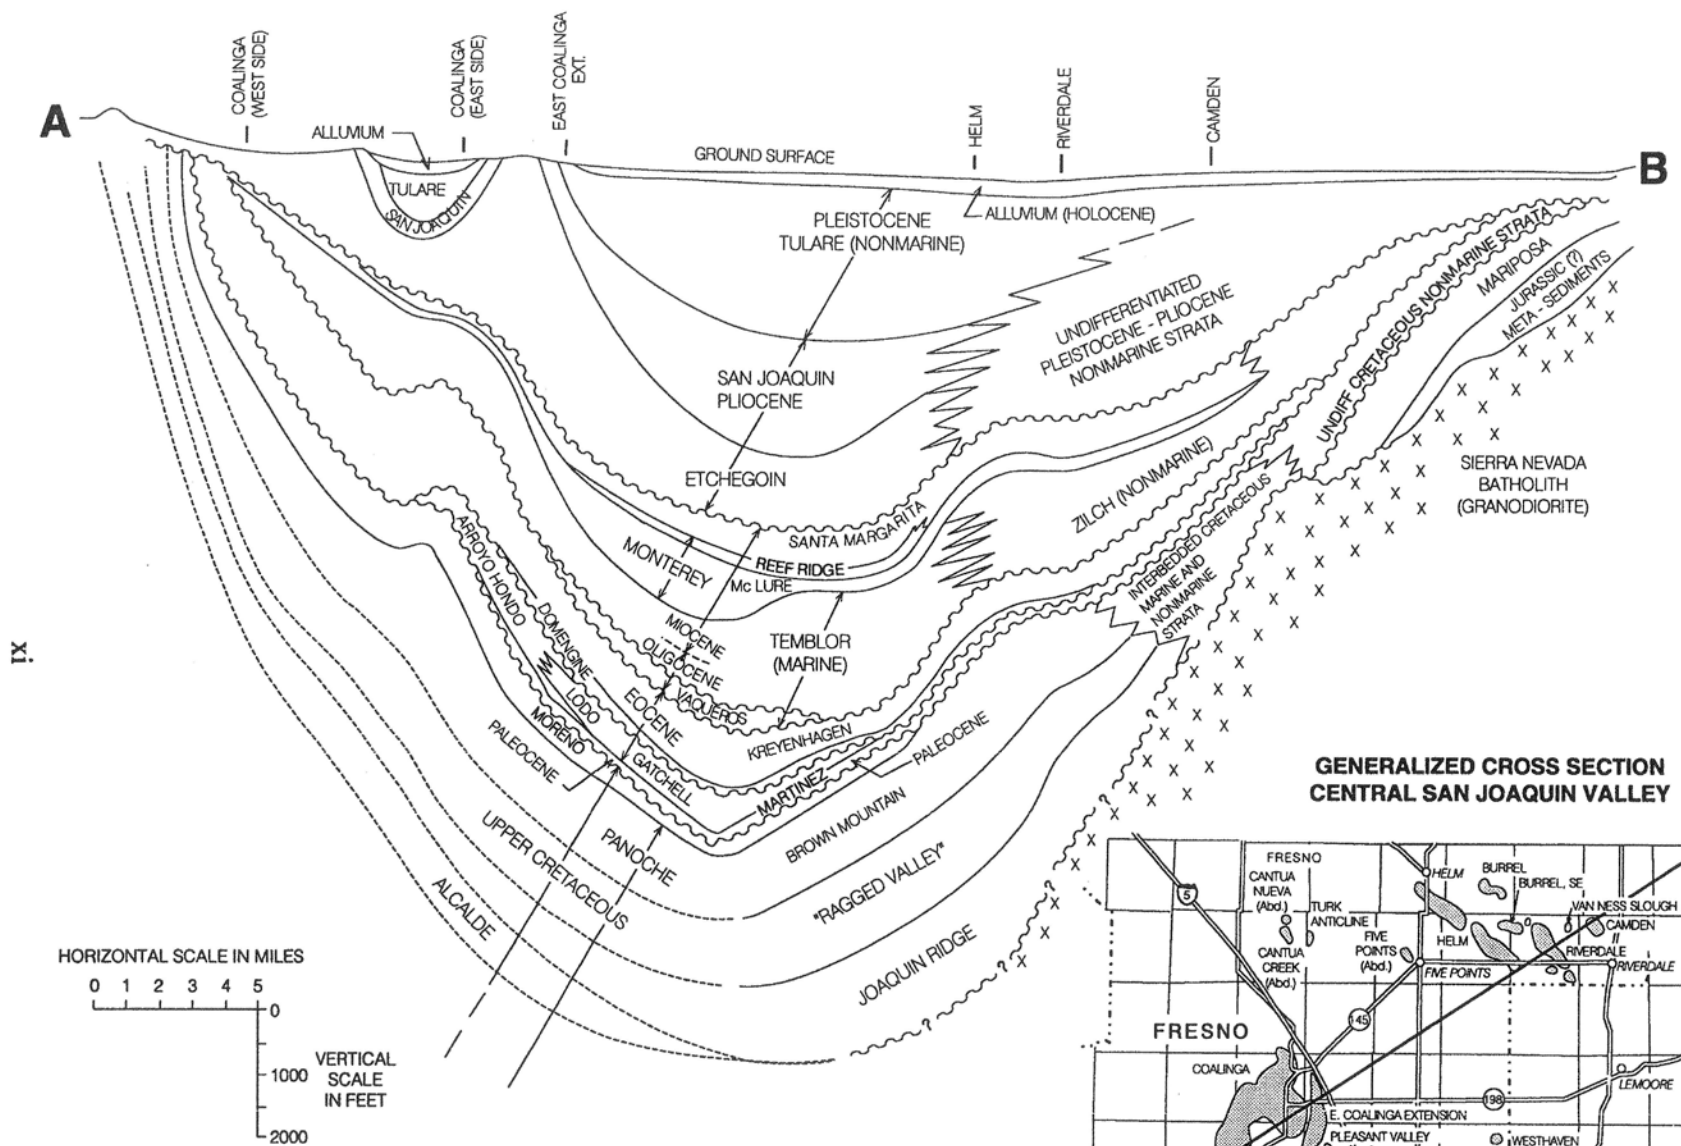 A
COALINGA
(WEST SIDE)
ALLUVIUM
COALINGA
(EAST SIDE)
EAST COALINGA
EXT.
GROUND SURFACE
HELM
RIVERDALE
CAMDEN
B
TULARE
SAN JOAQUIN
PLEISTOCENE
TULARE (NONMARINE)
ALLUVIUM (HOLOCENE)
UNDIFFERENTIATED
PLEISTOCENE - PLIOCENE
NONMARINE STRATA
UNDIFF CRETACEOUS NONMARINE STRATA
MARIPOSA
JURASSIC (?)
META - SEDIMENTS
SAN JOAQUIN
PLIOCENE
ETCHEGOIN
SANTA MARGARITA
ZILCH (NONMARINE)
SIERRA NEVADA
BATHOLITH
(GRANODIORITE)
MONTEREY
REEF RIDGE
Mc LURE
INTERBEDDED CRETACEOUS
MARINE AND
NONMARINE
STRATA
ARROYO HONDO
DOMENGINE
LODO
MIOCENE
OLIGOCENE
VAQUEROS
TEMBLOR
(MARINE)
EOCENE
KREYENHAGEN
MORENO
PALEOCENE
GATCHELL
MARTINEZ
PALEOCENE
BROWN MOUNTAIN
PANOCHE
UPPER CRETACEOUS
ALCALDE
"RAGGED VALLEY"
JOAQUIN RIDGE
?
?
?
?
?
xi
HORIZONTAL SCALE IN MILES
0 1 2 3 4 5
0
1000
2000
VERTICAL
SCALE
IN FEET
GENERALIZED CROSS SECTION
CENTRAL SAN JOAQUIN VALLEY
FRESNO
CANTUA
NUEVA
(Abd.)
TURK
ANTICLINE
CANTUA
CREEK
(Abd.)
5
HELM
BURREL
BURREL, SE
VAN NESS SLOUGH
CAMDEN
HELM
FIVE
POINTS
(Abd.)
FIVE POINTS
RIVERDALE
RIVERDALE
145
FRESNO
COALINGA
198
LEMOORE
E. COALINGA EXTENSION
PLEASANT VALLEY
WESTHAVEN